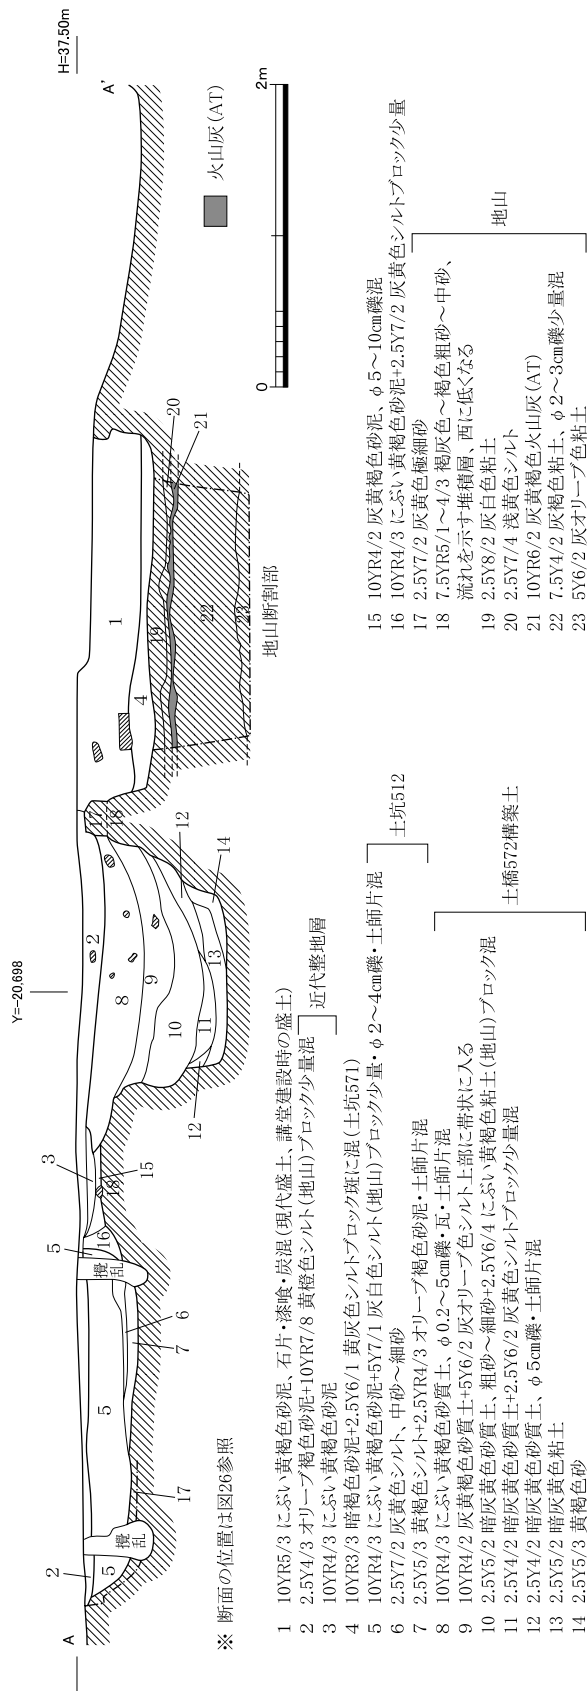 H=37.50m
A
A'
Y=-20,698
2
5
攪乱
17
5
7
6
攪乱
5
16
3
15
18
12
11
10
9
8
2
13
14
12
17
18
4
1
19
20
21
22
23
地山断割部
火山灰(AT)
0
2m
※ 断面の位置は図26参照
1 10YR5/3 にぶい黄褐色砂泥、石片・漆喰・炭混(現代盛土、講堂建設時の盛土)
2 2.5Y4/3 オリーブ褐色砂泥+10YR7/8 黄橙色シルト(地山)ブロック少量混
3 10YR4/3 にぶい黄褐色砂泥
近代整地層
4 10YR3/3 暗褐色砂泥+2.5Y6/1 黄灰色シルトブロック斑に混(土坑571)
5 10YR4/3 にぶい黄褐色砂泥+5Y7/1 灰白色シルト(地山)ブロック少量・φ2～4cm礫・土師片混
6 2.5Y7/2 灰黄色シルト、中砂～細砂
7 2.5Y5/3 黄褐色シルト+2.5YR4/3 オリーブ褐色砂泥・土師片混
土坑512
8 10YR4/3 にぶい黄褐色砂質土、φ0.2～5cm礫・瓦・土師片混
9 10YR4/2 灰黄褐色砂質土+5Y6/2 灰オリーブ色シルト上部に帯状に入る
10 2.5Y5/2 暗灰黄色砂質土、粗砂～細砂+2.5Y6/4 にぶい黄褐色粘土(地山)ブロック混
11 2.5Y4/2 暗灰黄色砂質土+2.5Y6/2 灰黄色シルトブロック少量混
12 2.5Y4/2 暗灰黄色砂質土、φ5cm礫・土師片混
13 2.5Y5/2 暗灰黄色粘土
14 2.5Y5/3 黄褐色砂
土橋572構築土
15 10YR4/2 灰黄褐色砂泥、φ5～10cm礫混
16 10YR4/3 にぶい黄褐色砂泥+2.5Y7/2 灰黄色シルトブロック少量
17 2.5Y7/2 灰黄色極細砂
18 7.5YR5/1～4/3 褐灰色～褐色粗砂～中砂、
流れを示す堆積層、西に低くなる
19 2.5Y8/2 灰白色粘土
20 2.5Y7/4 浅黄色シルト
21 10YR6/2 灰黄褐色火山灰(AT)
22 7.5Y4/2 灰褐色粘土、φ2～3cm礫少量混
23 5Y6/2 灰オリーブ色粘土
地山